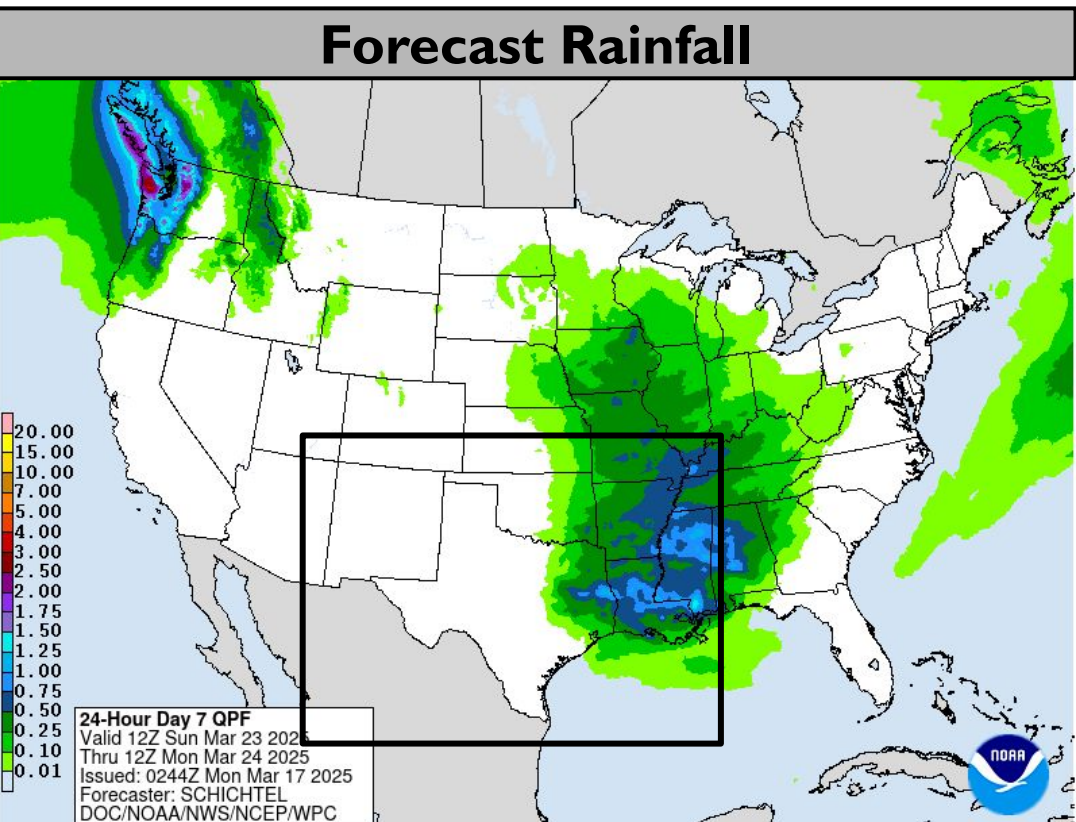 Forecast Rainfall
20.00
15.00
10.00
7.00
5.00
4.00
3.00
2.50
2.00
1.75
1.50
1.25
1.00
0.75
0.50
0.25
0.10
0.01
24-Hour Day 7 QPF
Valid 12Z Sun Mar 23 2025
Thru 12Z Mon Mar 24 2025
Issued: 0244Z Mon Mar 17 2025
Forecaster: SCHICHTEL
DOC/NOAA/NWS/NCEP/WPC
NOAA